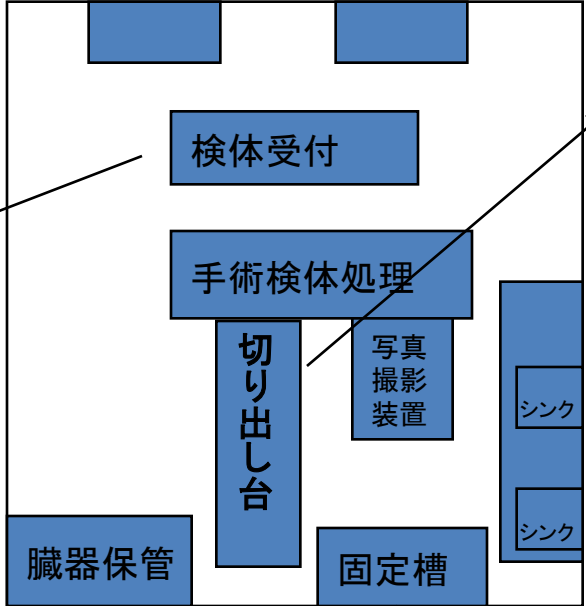 検体受付
手術検体処理
切り出し台
写真
撮影
装置
シンク
シンク
臓器保管
固定槽